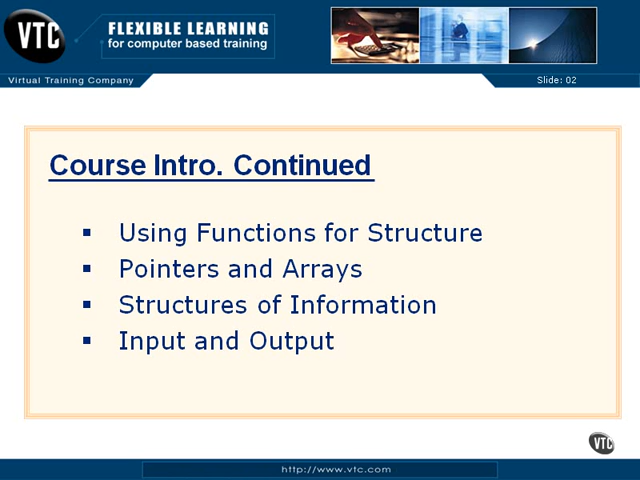 VTC
FLEXIBLE LEARNING
for computer based training
Virtual Training Company
Slide: 02
Course Intro. Continued
▪ Using Functions for Structure
▪ Pointers and Arrays
▪ Structures of Information
▪ Input and Output
VTC
http://www.vtc.com